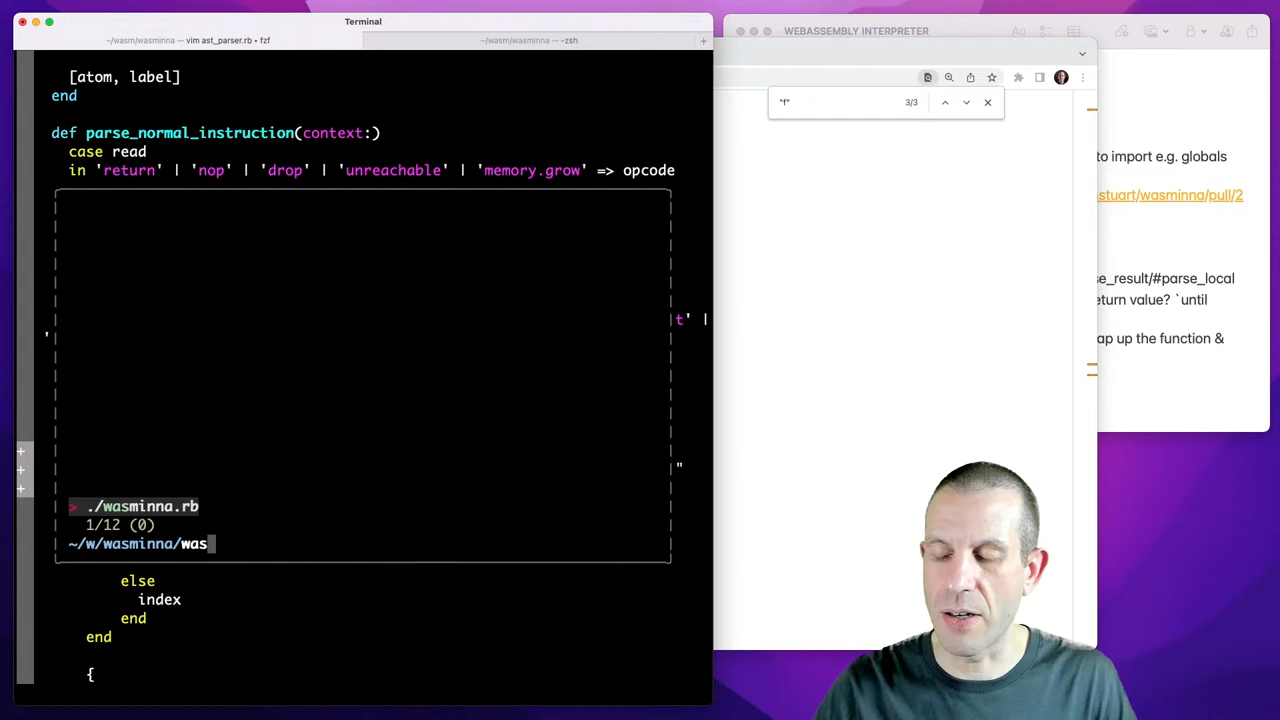 Terminal
~/wasm/wasminna — vim ast_parser.rb • fzf
~/wasm/wasminna — -zsh
+
WEBASSEMBLY INTERPRETER
Aa
"f"
3/3
[atom, label]
end
def parse_normal_instruction(context:)
case read
in 'return' | 'nop' | 'drop' | 'unreachable' | 'memory.grow' => opcode
t' |
'
"
+
+
+
> ./wasminna.rb
1/12 (0)
~/w/wasminna/was
else
index
end
end
{
to import e.g. globals
stuart/wasminna/pull/2
se_result/#parse_local
eturn value? `until
ap up the function &